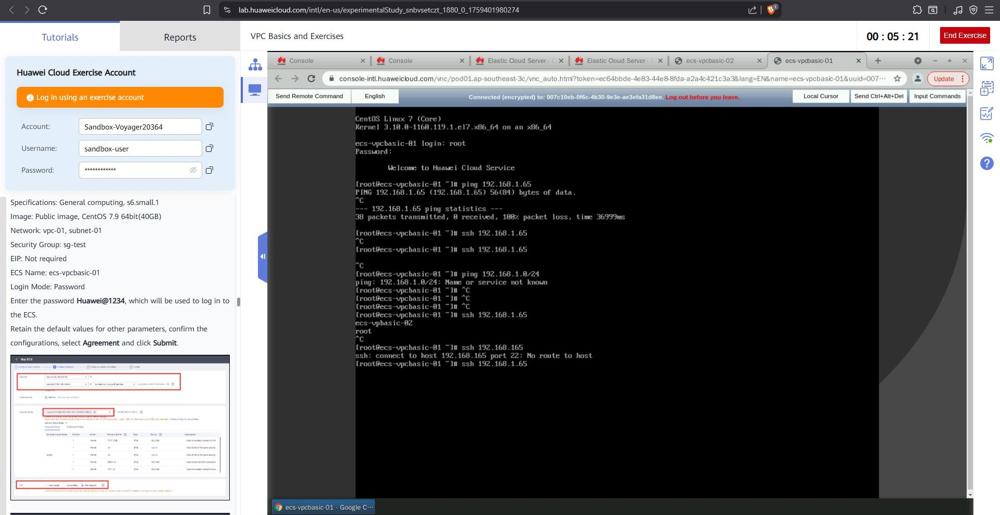 lab.huaweicloud.com/intl/en-us/experimentalStudy_snbvsetczt_1880_0_1759401980274
1
Tutorials
Reports
VPC Basics and Exercises
00 : 05 : 21
End Exercise
Huawei Cloud Exercise Account
Log in using an exercise account
Account:
Sandbox-Voyager20364
Username:
sandbox-user
Password:
************
Specifications: General computing, s6.small.1
Image: Public image, CentOS 7.9 64bit(40GB)
Network: vpc-01, subnet-01
Security Group: sg-test
EIP: Not required
ECS Name: ecs-vpcbasic-01
Login Mode: Password
Enter the password Huawei@1234, which will be used to log in to
the ECS.
Retain the default values for other parameters, confirm the
configurations, select Agreement and click Submit.
Buy ECS
Console
Console
Elastic Cloud Server - 
Elastic Cloud Server - 
ecs-vpcbasic-02
ecs-vpcbasic-01
console-intl.huaweicloud.com/vnc/pod01.ap-southeast-3c/vnc_auto.html?token=ec64bbde-4e83-44e8-8fda-a2a4c421c3a3&lang=EN&name=ecs-vpcbasic-01&uuid=007···
Update
Send Remote Command
English
Connected (encrypted) to: 007c10eb-0f6c-4b30-9e3e-ae3efa31d8ee. Log out before you leave.
Local Cursor
Send Ctrl+Alt+Del
Input Commands
CentOS Linux 7 (Core)
Kernel 3.10.0-1160.119.1.el7.x86_64 on an x86_64
ecs-vpcbasic-01 login: root
Password:
Welcome to Huawei Cloud Service
[root@ecs-vpcbasic-01 ~]# ping 192.168.1.65
PING 192.168.1.65 (192.168.1.65) 56(84) bytes of data.
^C
--- 192.168.1.65 ping statistics ---
38 packets transmitted, 0 received, 100% packet loss, time 36999ms
[root@ecs-vpcbasic-01 ~]# ssh 192.168.1.65
^C
[root@ecs-vpcbasic-01 ~]# ssh 192.168.1.65
^C
[root@ecs-vpcbasic-01 ~]# ping 192.168.1.0/24
ping: 192.168.1.0/24: Name or service not known
[root@ecs-vpcbasic-01 ~]# ^C
[root@ecs-vpcbasic-01 ~]# ^C
[root@ecs-vpcbasic-01 ~]# ^C
[root@ecs-vpcbasic-01 ~]# ssh 192.168.1.65
ecs-vpbasic-02
root
^C
[root@ecs-vpcbasic-01 ~]# ssh 192.168.165
ssh: connect to host 192.168.165 port 22: No route to host
[root@ecs-vpcbasic-01 ~]# ssh 192.168.1.65
ecs-vpcbasic-01 - Google C···